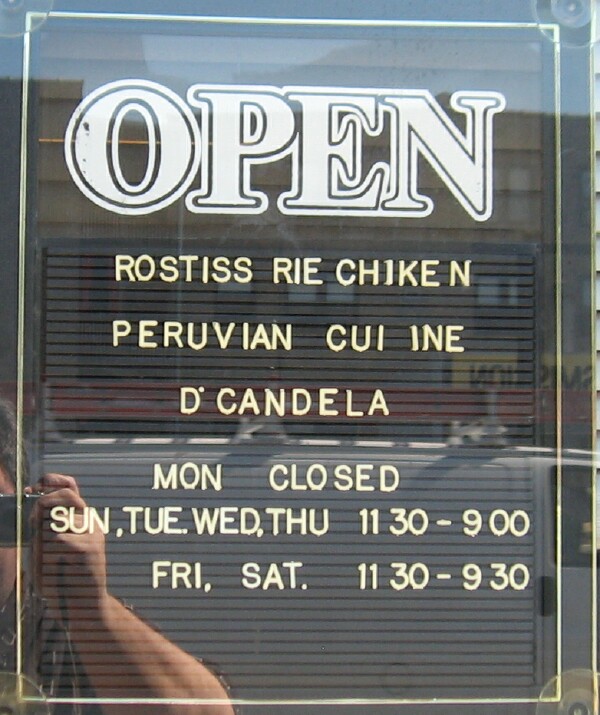 OPEN
ROSTISS RIE CHIKEN
PERUVIAN CUI INE
D'CANDELA
MON CLOSED
SUN,TUE.WED,THU 11 30 - 9 00
FRI, SAT. 11 30 - 9 30